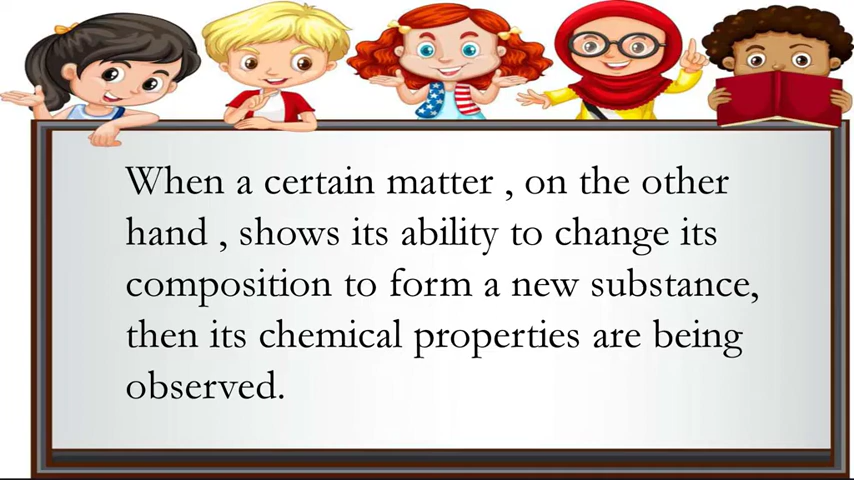 When a certain matter , on the other
hand , shows its ability to change its
composition to form a new substance,
then its chemical properties are being
observed.